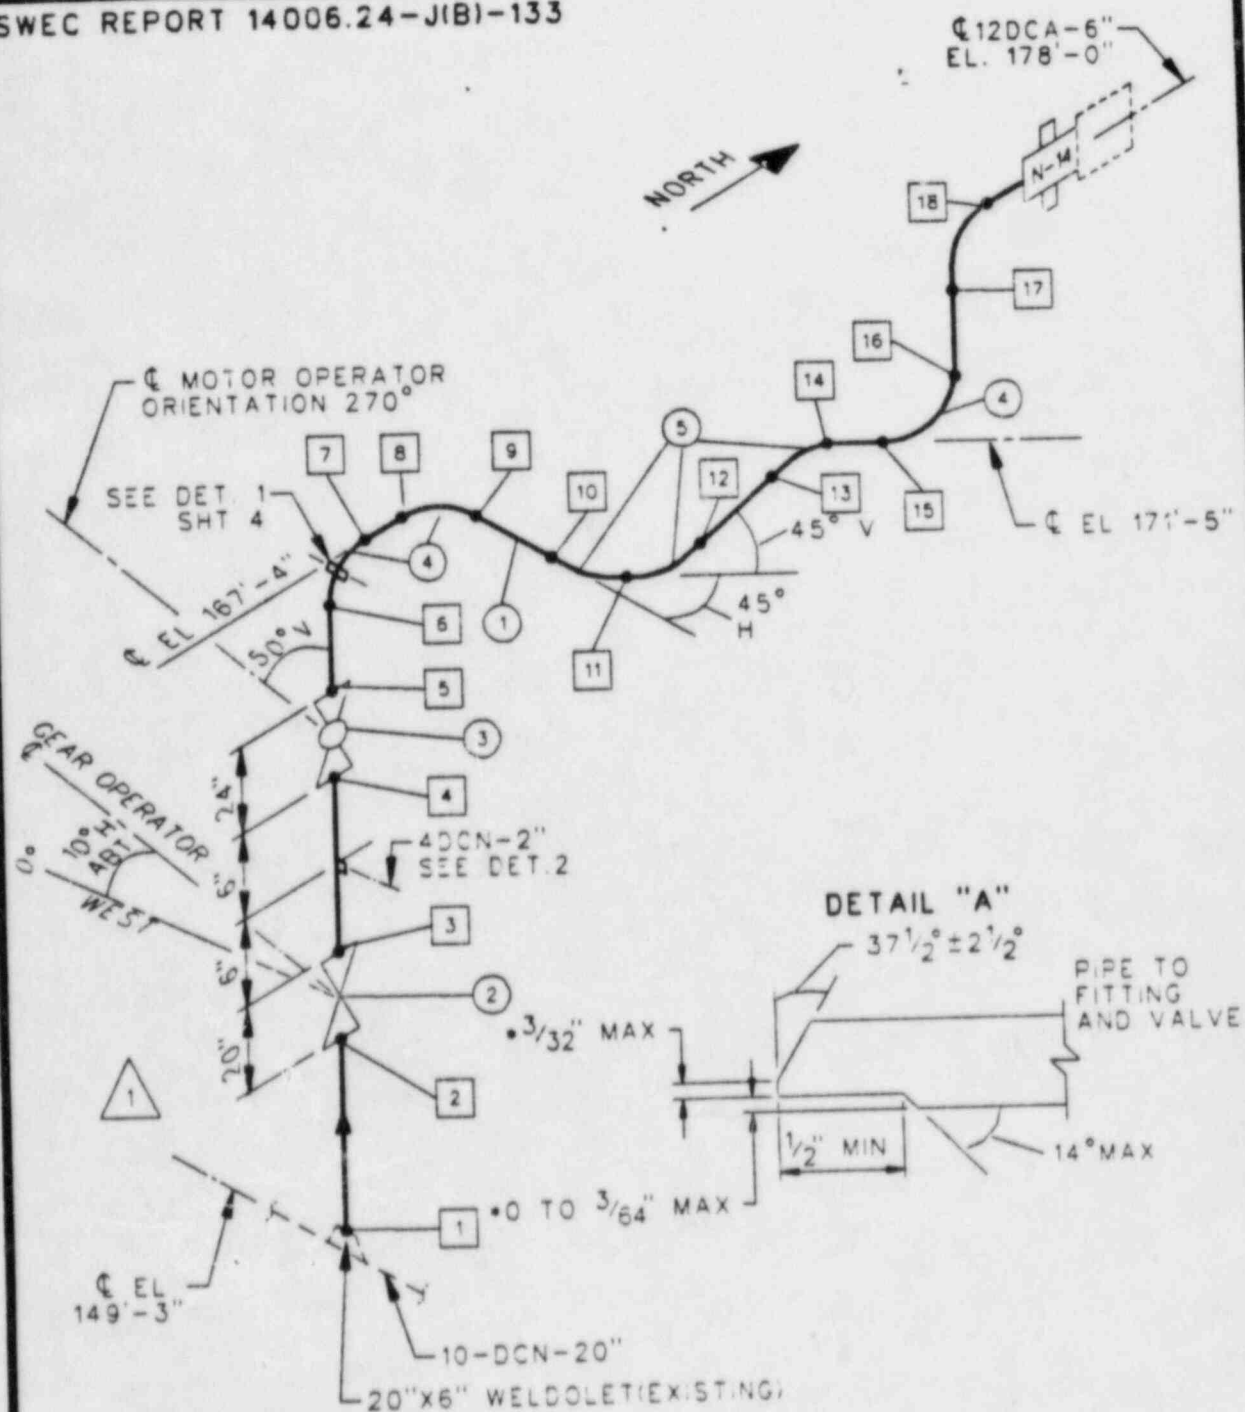 SWEC REPORT 14006.24-J(B)-133
℄ 12DCA-6"
EL. 178'-0"
NORTH
N-14
18
17
16
℄ MOTOR OPERATOR
ORIENTATION 270°
14
4
7
8
9
5
SEE DET. 1
SHT 4
10
12
13
15
45° V
℄ EL 171'-5"
4
℄ EL 167'-4"
50° V
6
1
45°
H
11
5
3
℄ GEAR OPERATOR
24"
4
6"
4DCN-2"
SEE DET.2
0°
10°
WEST
3
6"
2
20"
2
1
DETAIL "A"
37 1/2° ± 2 1/2°
PIPE TO
FITTING
AND VALVE
• 3/32" MAX
1/2" MIN
14° MAX
• 0 TO 3/64" MAX
1
℄ EL
149'-3"
10-DCN-20"
20"X6" WELDOLET(EXISTING)